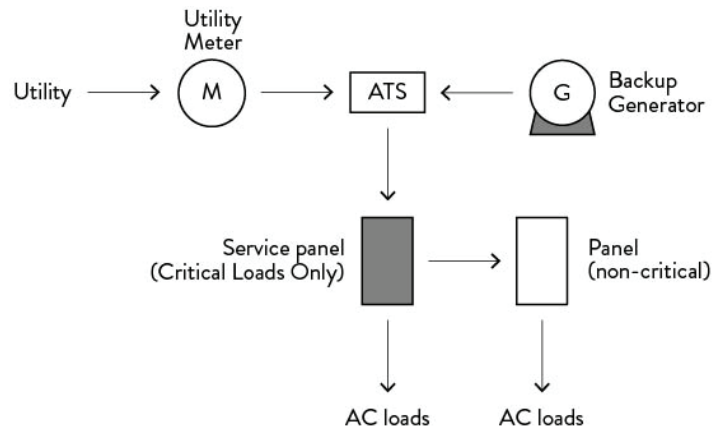 Utility
Meter
Utility
M
ATS
G
Backup
Generator
Service panel
(Critical Loads Only)
Panel
(non-critical)
AC loads
AC loads